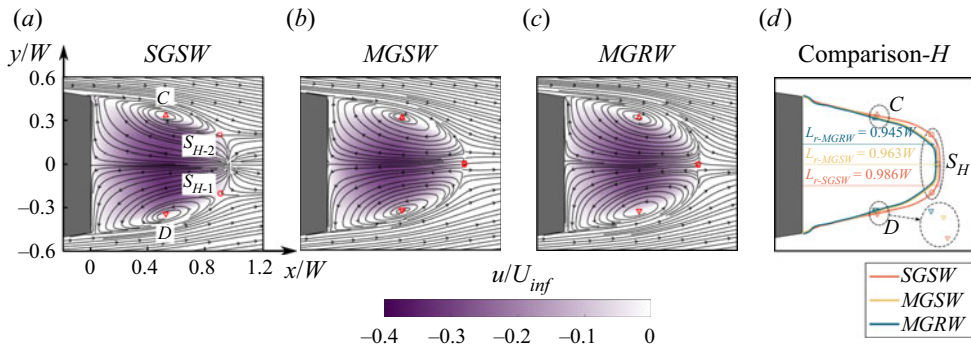 (a) (b) (c) (d)
y/W SGSW MGSW MGRW Comparison-H
0.6
0.3
0
−0.3
−0.6
C
S_{H-2}
S_{H-1}
D
0 0.4 0.8 1.2
x/W
C
L_{r-MGRW} = 0.945W
L_{r-MGSW} = 0.963W
L_{r-SGSW} = 0.986W
S_H
D
u/U_{inf}
−0.4 −0.3 −0.2 −0.1 0
SGSW
MGSW
MGRW